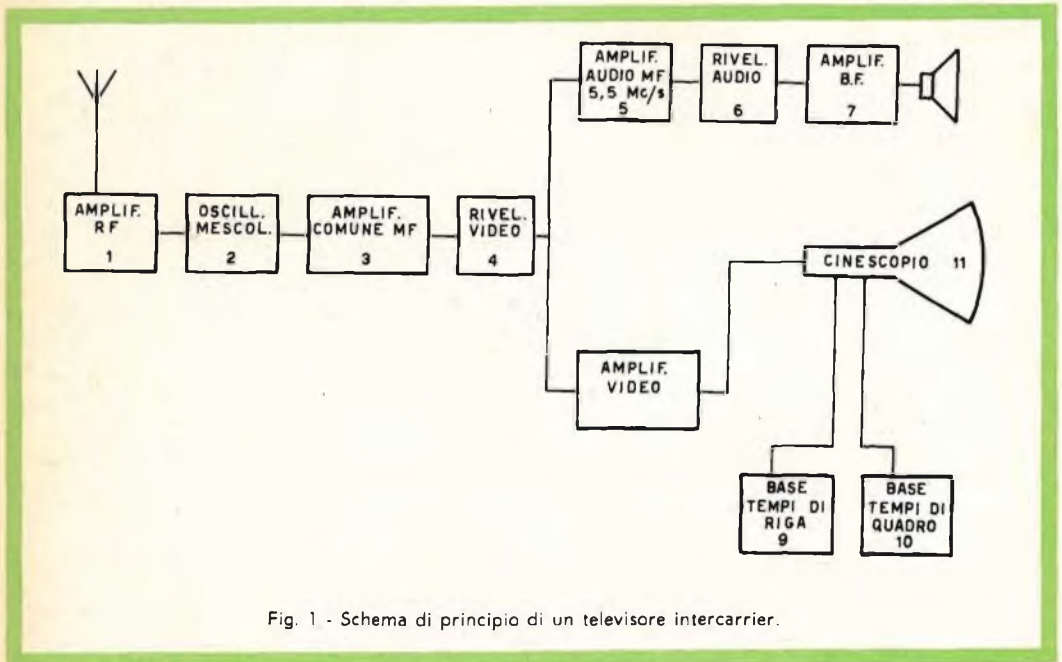 AMPLIF.
AUDIO MF
5,5 Mc/s
5
RIVEL.
AUDIO
6
AMPLIF.
B.F.
7
AMPLIF.
RF
1
OSCILL.
MESCOL.
2
AMPLIF.
COMUNE MF
3
RIVEL.
VIDEO
4
CINESCOPIO 11
AMPLIF.
VIDEO
BASE
TEMPI DI
RIGA
9
BASE
TEMPI DI
QUADRO
10
Fig. 1 - Schema di principio di un televisore intercarrier.